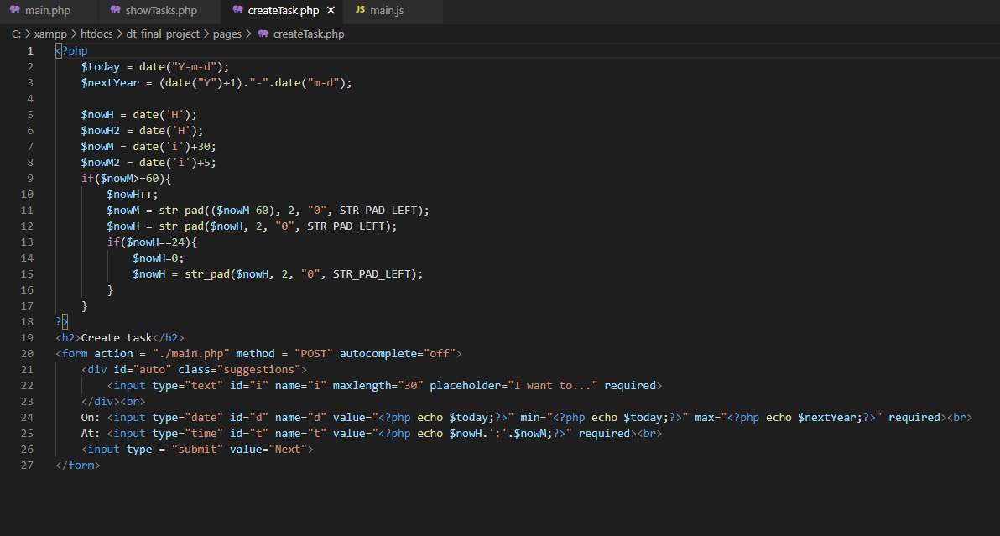 main.php showTasks.php createTask.php × JS main.js
C: > xampp > htdocs > dt_final_project > pages > createTask.php
1 <?php
2 $today = date("Y-m-d");
3 $nextYear = (date("Y")+1)."-".date("m-d");
4
5 $nowH = date('H');
6 $nowH2 = date('H');
7 $nowM = date('i')+30;
8 $nowM2 = date('i')+5;
9 if($nowM>=60){
10 $nowH++;
11 $nowM = str_pad(($nowM-60), 2, "0", STR_PAD_LEFT);
12 $nowH = str_pad($nowH, 2, "0", STR_PAD_LEFT);
13 if($nowH==24){
14 $nowH=0;
15 $nowH = str_pad($nowH, 2, "0", STR_PAD_LEFT);
16 }
17 }
18 ?>
19 <h2>Create task</h2>
20 <form action = "./main.php" method = "POST" autocomplete="off">
21 <div id="auto" class="suggestions">
22 <input type="text" id="i" name="i" maxlength="30" placeholder="I want to..." required>
23 </div><br>
24 On: <input type="date" id="d" name="d" value="<?php echo $today;?>" min="<?php echo $today;?>" max="<?php echo $nextYear;?>" required><br>
25 At: <input type="time" id="t" name="t" value="<?php echo $nowH.':'.$nowM;?>" required><br>
26 <input type = "submit" value="Next">
27 </form>